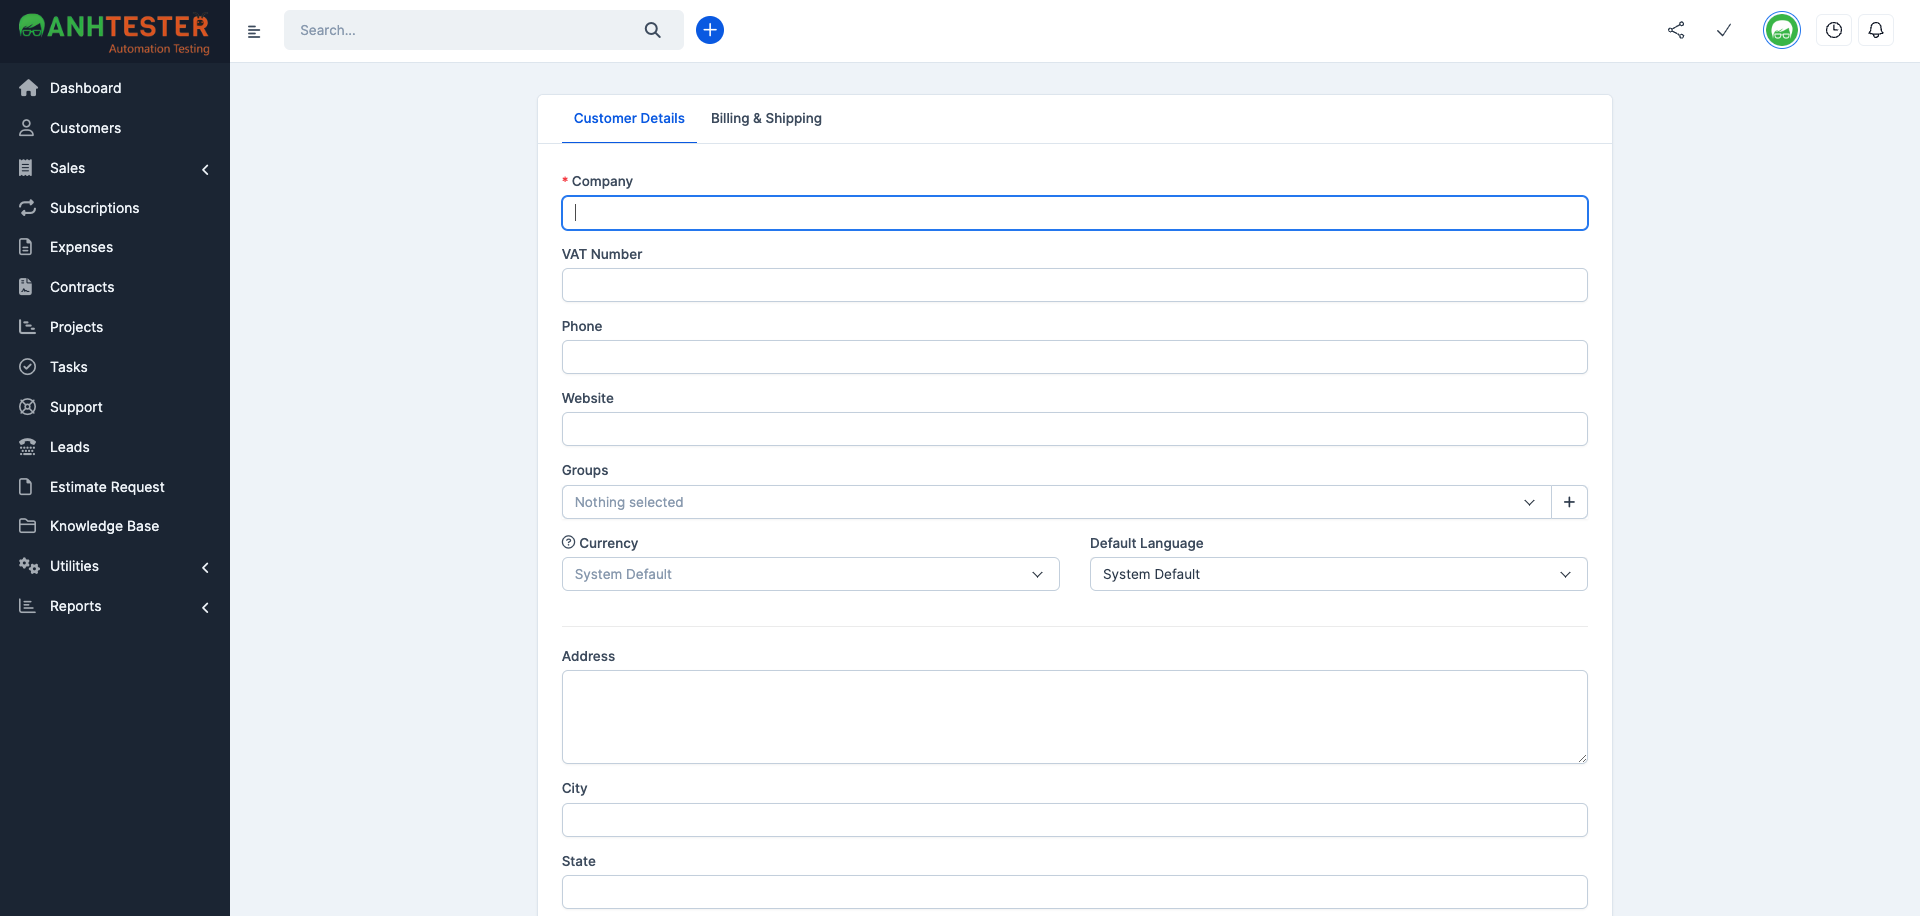 ANHTESTER
Automation Testing
Search...
Dashboard
Customers
Sales
Subscriptions
Expenses
Contracts
Projects
Tasks
Support
Leads
Estimate Request
Knowledge Base
Utilities
Reports
Customer Details
Billing & Shipping
* Company
VAT Number
Phone
Website
Groups
Nothing selected
Currency
System Default
Default Language
System Default
Address
City
State